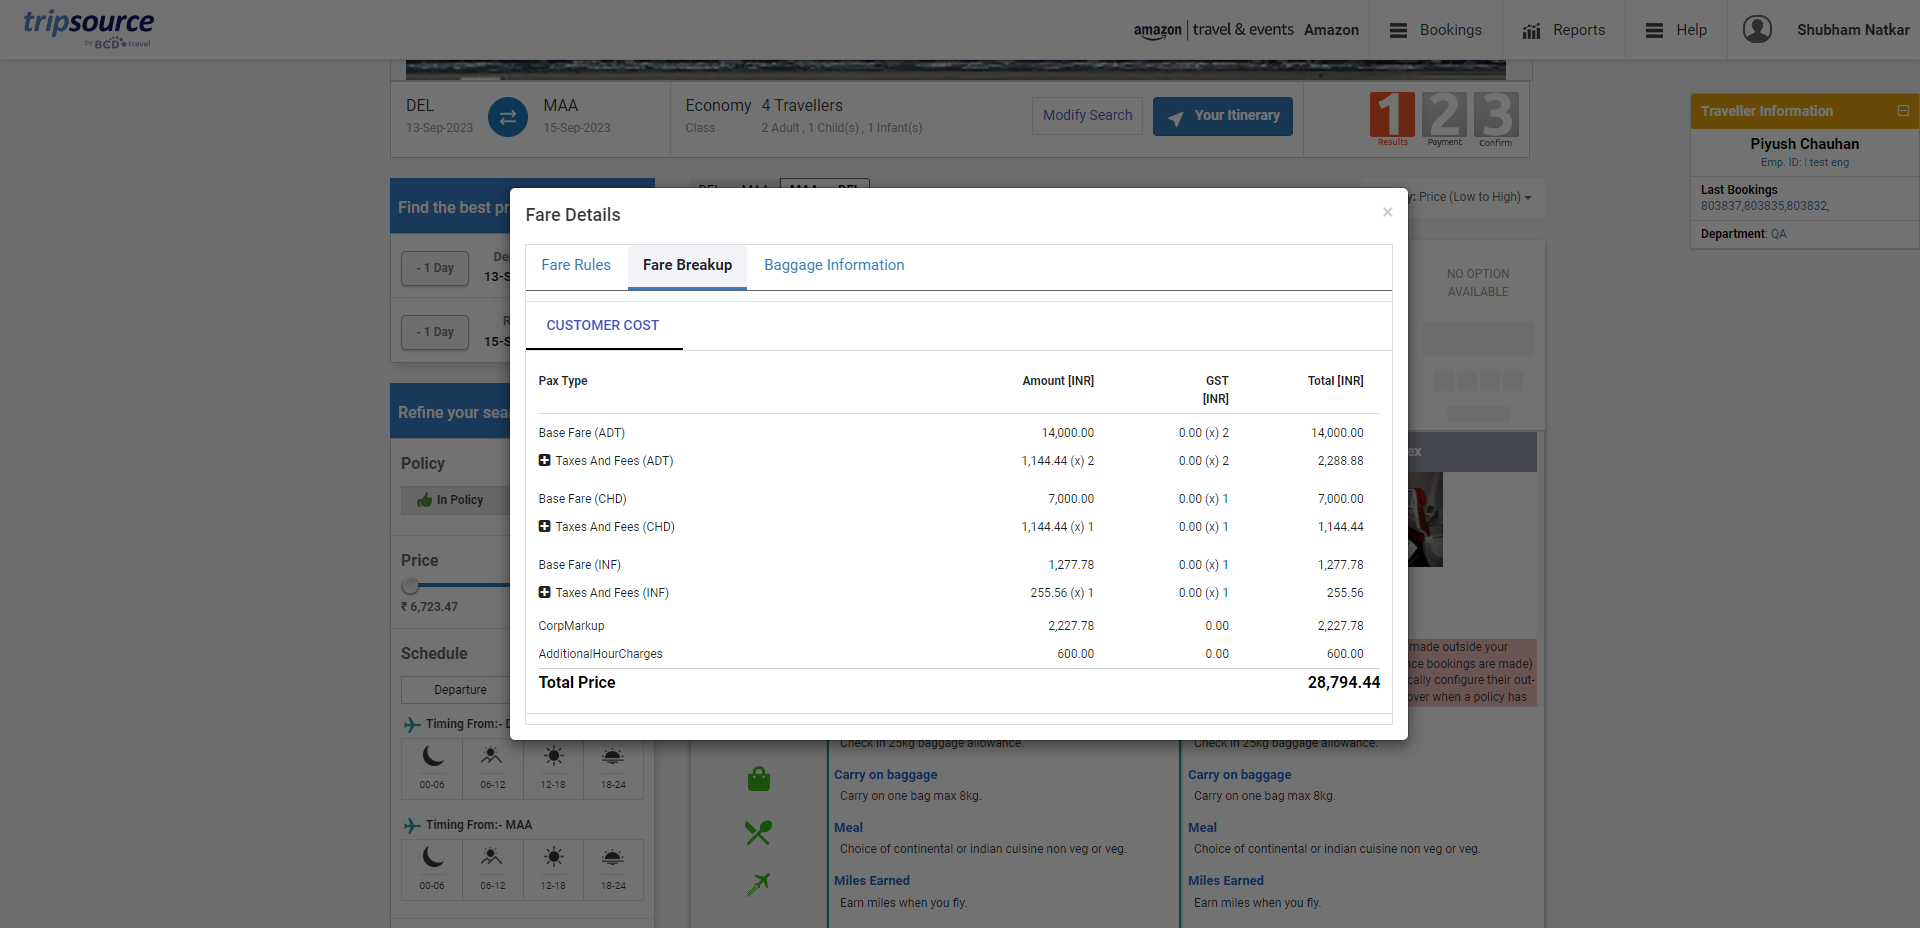 tripsource
by BCD travel
amazon | travel & events Amazon
Bookings
Reports
Help
Shubham Natkar
DEL
13-Sep-2023
MAA
15-Sep-2023
Economy
Class
4 Travellers
2 Adult , 1 Child(s) , 1 Infant(s)
Modify Search
Your Itinerary
1
Results
2
Payment
3
Confirm
Traveller Information
Piyush Chauhan
Emp. ID: | test eng
Last Bookings
803837,803835,803832,
Department: QA
Find the best pr
- 1 Day
De
13-S
- 1 Day
R
15-S
Price (Low to High)
NO OPTION
AVAILABLE
Fare Details
×
Fare Rules
Fare Breakup
Baggage Information
CUSTOMER COST
Pax Type Amount [INR] GST [INR] Total [INR]
Base Fare (ADT) 14,000.00 0.00 (x) 2 14,000.00
Taxes And Fees (ADT) 1,144.44 (x) 2 0.00 (x) 2 2,288.88
Base Fare (CHD) 7,000.00 0.00 (x) 1 7,000.00
Taxes And Fees (CHD) 1,144.44 (x) 1 0.00 (x) 1 1,144.44
Base Fare (INF) 1,277.78 0.00 (x) 1 1,277.78
Taxes And Fees (INF) 255.56 (x) 1 0.00 (x) 1 255.56
CorpMarkup 2,227.78 0.00 2,227.78
AdditionalHourCharges 600.00 0.00 600.00
Total Price 28,794.44
Refine your sea
Policy
In Policy
Price
₹ 6,723.47
Schedule
Departure
Timing From:- D
00-06
06-12
12-18
18-24
Timing From:- MAA
00-06
06-12
12-18
18-24
ex
made outside your
nce bookings are made)
cally configure their out-
over when a policy has
Check in 25kg baggage allowance.
Carry on baggage
Carry on one bag max 8kg.
Meal
Choice of continental or indian cuisine non veg or veg.
Miles Earned
Earn miles when you fly.
Check in 25kg baggage allowance.
Carry on baggage
Carry on one bag max 8kg.
Meal
Choice of continental or indian cuisine non veg or veg.
Miles Earned
Earn miles when you fly.